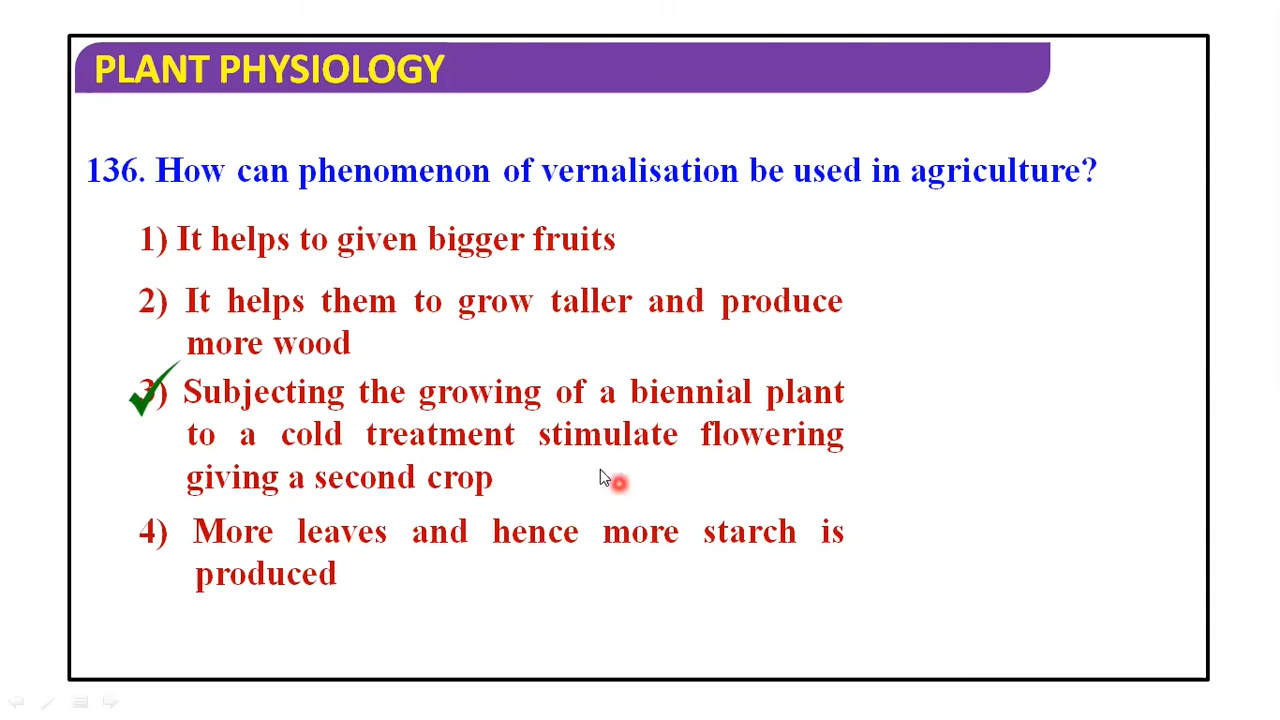 PLANT PHYSIOLOGY
136. How can phenomenon of vernalisation be used in agriculture?
1) It helps to given bigger fruits
2) It helps them to grow taller and produce
more wood
3) Subjecting the growing of a biennial plant
to a cold treatment stimulate flowering
giving a second crop
4) More leaves and hence more starch is
produced